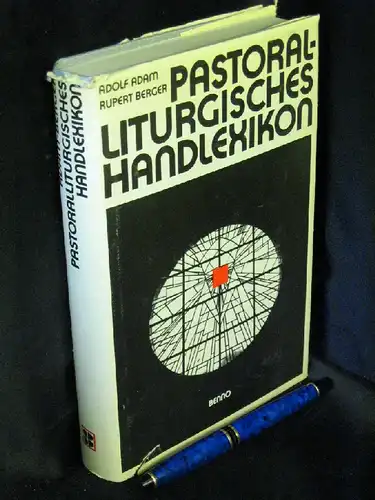 ADOLF ADAM
RUPERT BERGER
PASTORAL-
LITURGISCHES
HANDLEXIKON
BENNO
PASTORALLITURGISCHES
HANDLEXIKON